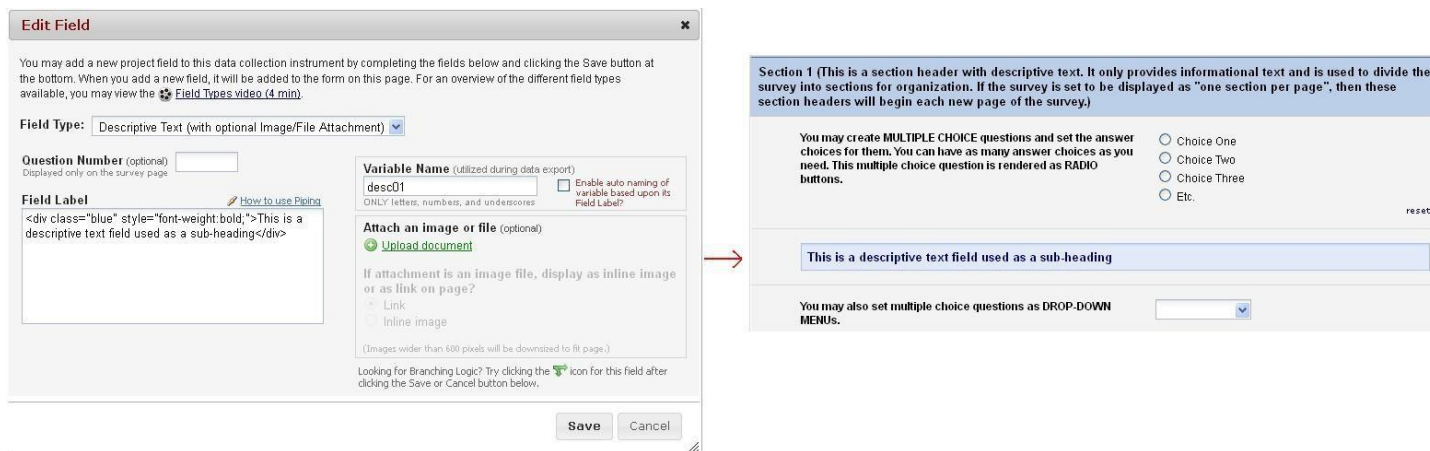 Edit Field
You may add a new project field to this data collection instrument by completing the fields below and clicking the Save button at
the bottom. When you add a new field, it will be added to the form on this page. For an overview of the different field types
available, you may view the Field Types video (4 min).
Field Type: Descriptive Text (with optional Image/File Attachment)
Question Number (optional)
Displayed only on the survey page
Field Label How to use Piping
<div class="blue" style="font-weight:bold;">This is a
descriptive text field used as a sub-heading</div>
Variable Name (utilized during data export)
desc01
ONLY letters, numbers, and underscores
Enable auto naming of
variable based upon its
Field Label?
Attach an image or file (optional)
Upload document
If attachment is an image file, display as inline image
or as link on page?
Link
Inline image
(Images wider than 600 pixels will be downsized to fit page.)
Looking for Branching Logic? Try clicking the icon for this field after
clicking the Save or Cancel button below.
Save Cancel
Section 1 (This is a section header with descriptive text. It only provides informational text and is used to divide the
survey into sections for organization. If the survey is set to be displayed as "one section per page", then these
section headers will begin each new page of the survey.)
You may create MULTIPLE CHOICE questions and set the answer
choices for them. You can have as many answer choices as you
need. This multiple choice question is rendered as RADIO
buttons.
Choice One
Choice Two
Choice Three
Etc.
reset
This is a descriptive text field used as a sub-heading
You may also set multiple choice questions as DROP-DOWN
MENUs.